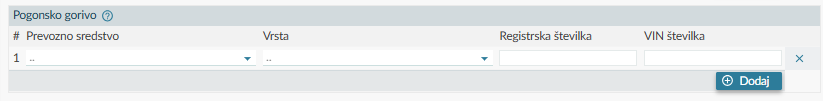 Pogonsko gorivo ?
# Prevozno sredstvo Vrsta Registrska številka VIN številka
1 .. ..
Dodaj